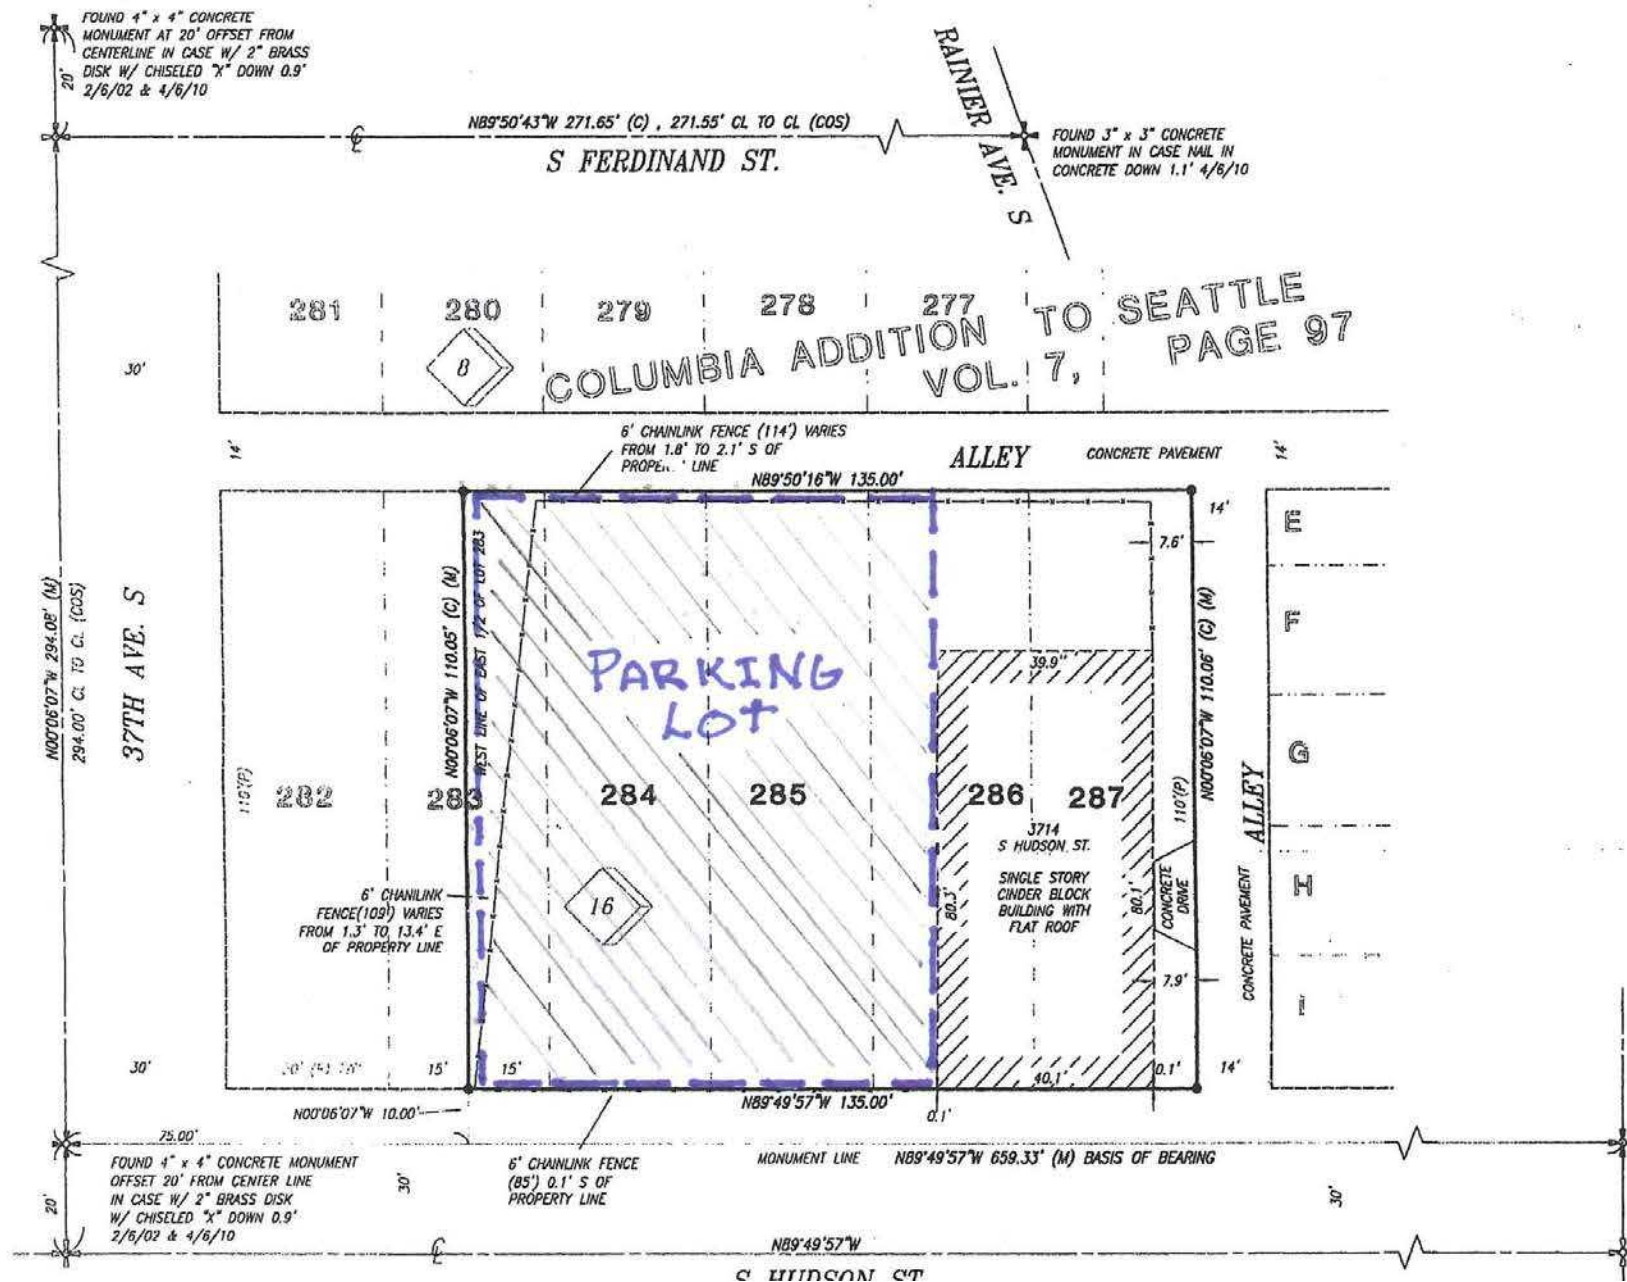 FOUND 4" x 4" CONCRETE
MONUMENT AT 20' OFFSET FROM
CENTERLINE IN CASE W/ 2" BRASS
DISK W/ CHISELED "X" DOWN 0.9'
2/6/02 & 4/6/10
20'
N89°50'43"W 271.65' (C) , 271.55' CL TO CL (COS)
S FERDINAND ST.
RAINIER AVE. S
FOUND 3" x 3" CONCRETE
MONUMENT IN CASE NAIL IN
CONCRETE DOWN 1.1' 4/6/10
281
280
279
278
277
8
COLUMBIA ADDITION TO SEATTLE
VOL. 7, PAGE 97
30'
14'
6' CHAINLINK FENCE (114') VARIES
FROM 1.8' TO 2.1' S OF
LINE
ALLEY
CONCRETE PAVEMENT
14'
N89°50'16"W 135.00'
14'
7.6'
E
F
G
H
N00°06'07"W 294.08' (M)
294.00' CL TO CL (COS)
37TH AVE. S
N00°06'07"W 110.05' (C) (M)
WEST LINE OF EAST 1/2 OF LOT 283
PARKING
LOT
39.9"
N00°06'07"W 110.06' (C) (M)
110'(P)
282
283
284
285
286
287
110'(P)
3714
S HUDSON ST.
SINGLE STORY
CINDER BLOCK
BUILDING WITH
FLAT ROOF
80.3'
80.1'
CONCRETE
DRIVE
ALLEY
CONCRETE PAVEMENT
6' CHANILINK
FENCE(109') VARIES
FROM 1.3' TO 13.4' E
OF PROPERTY LINE
16
7.9'
30'
15'
15'
40.1'
0.1'
14'
N00°06'07"W 10.00'
N89°49'57"W 135.00'
0.1'
75.00'
FOUND 4" x 4" CONCRETE MONUMENT
OFFSET 20' FROM CENTER LINE
IN CASE W/ 2" BRASS DISK
W/ CHISELED "X" DOWN 0.9'
2/6/02 & 4/6/10
20'
30'
6' CHAINLINK FENCE
(85') 0.1' S OF
PROPERTY LINE
MONUMENT LINE N89°49'57"W 659.33' (M) BASIS OF BEARING
30'
N89°49'57"W
S HUDSON ST